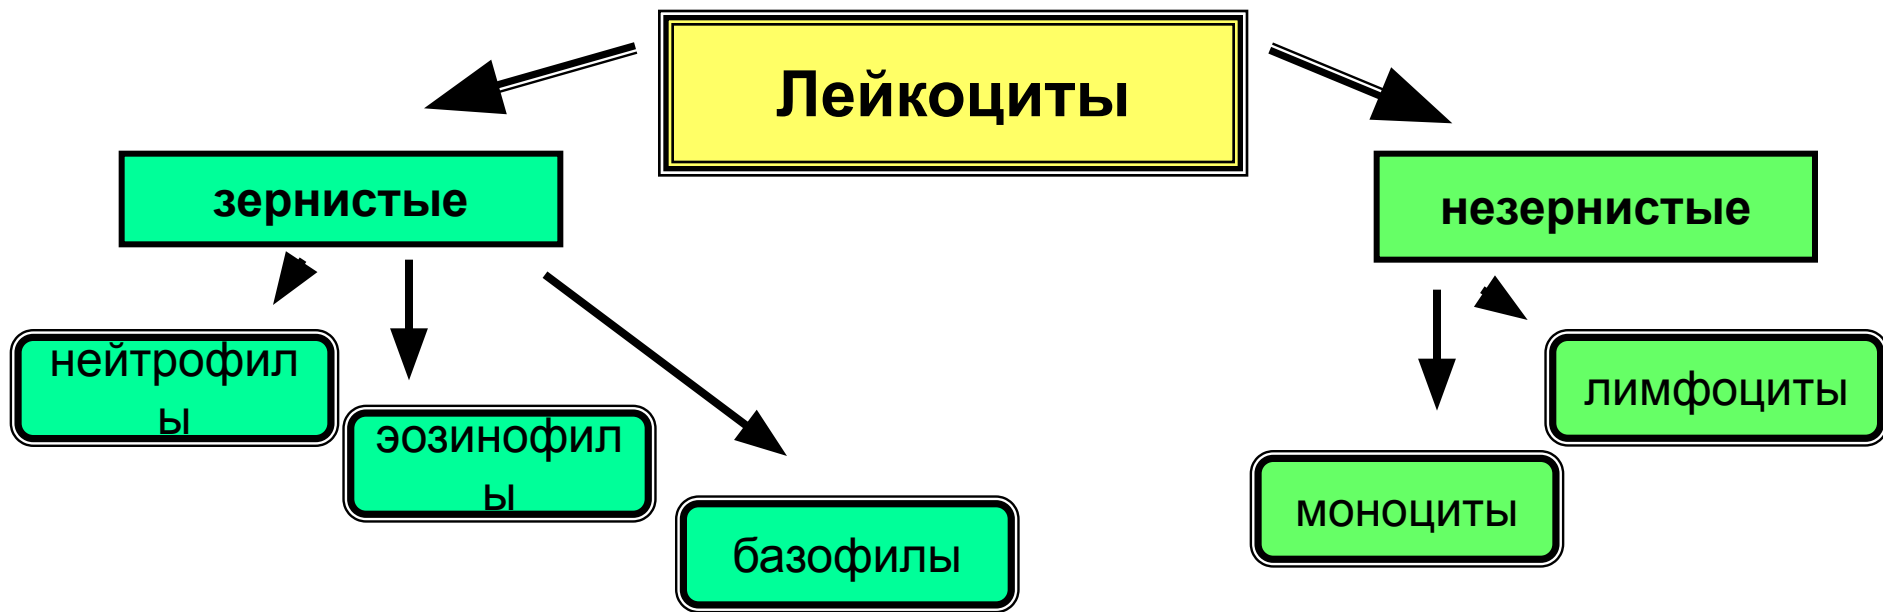 Лейкоциты
зернистые
незернистые
нейтрофил
ы
эозинофил
ы
базофилы
моноциты
лимфоциты